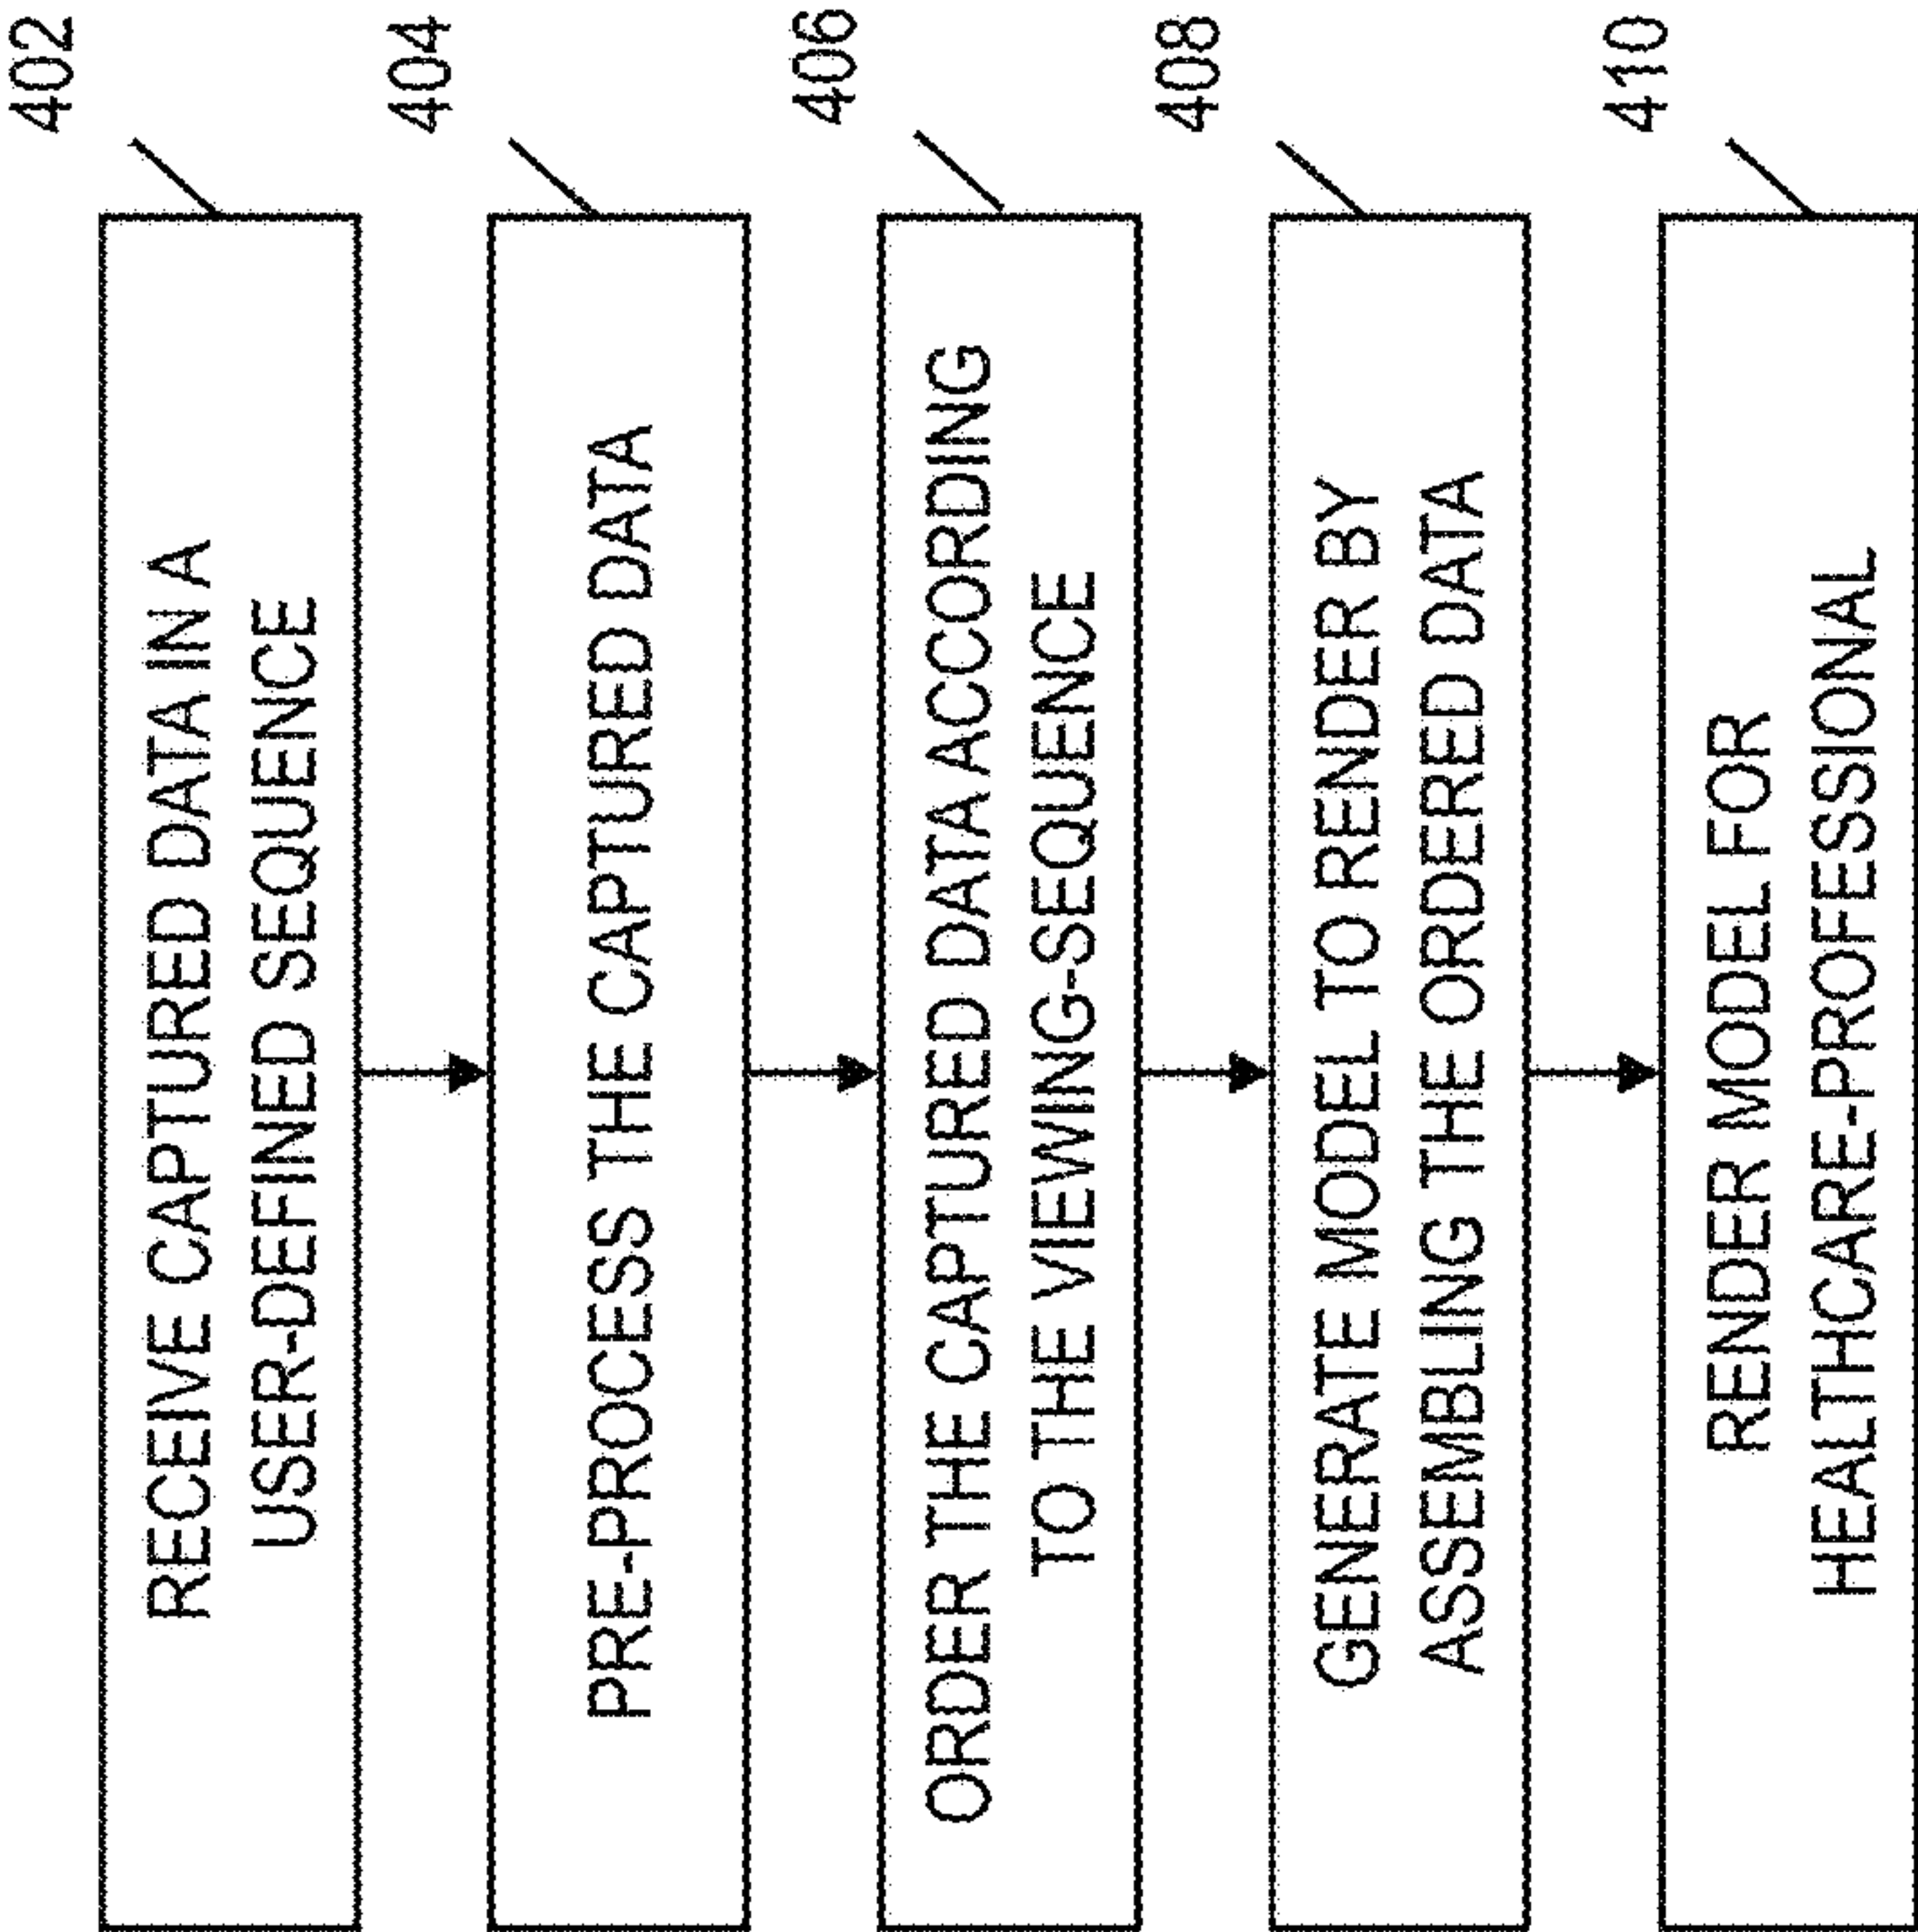 402
RECEIVE CAPTURED DATA IN A
USER-DEFINED SEQUENCE
404
PRE-PROCESS THE CAPTURED DATA
406
ORDER THE CAPTURED DATA ACCORDING
TO THE VIEWING-SEQUENCE
408
GENERATE MODEL TO RENDER BY
ASSEMBLING THE ORDERED DATA
410
RENDER MODEL FOR
HEALTHCARE-PROFESSIONAL